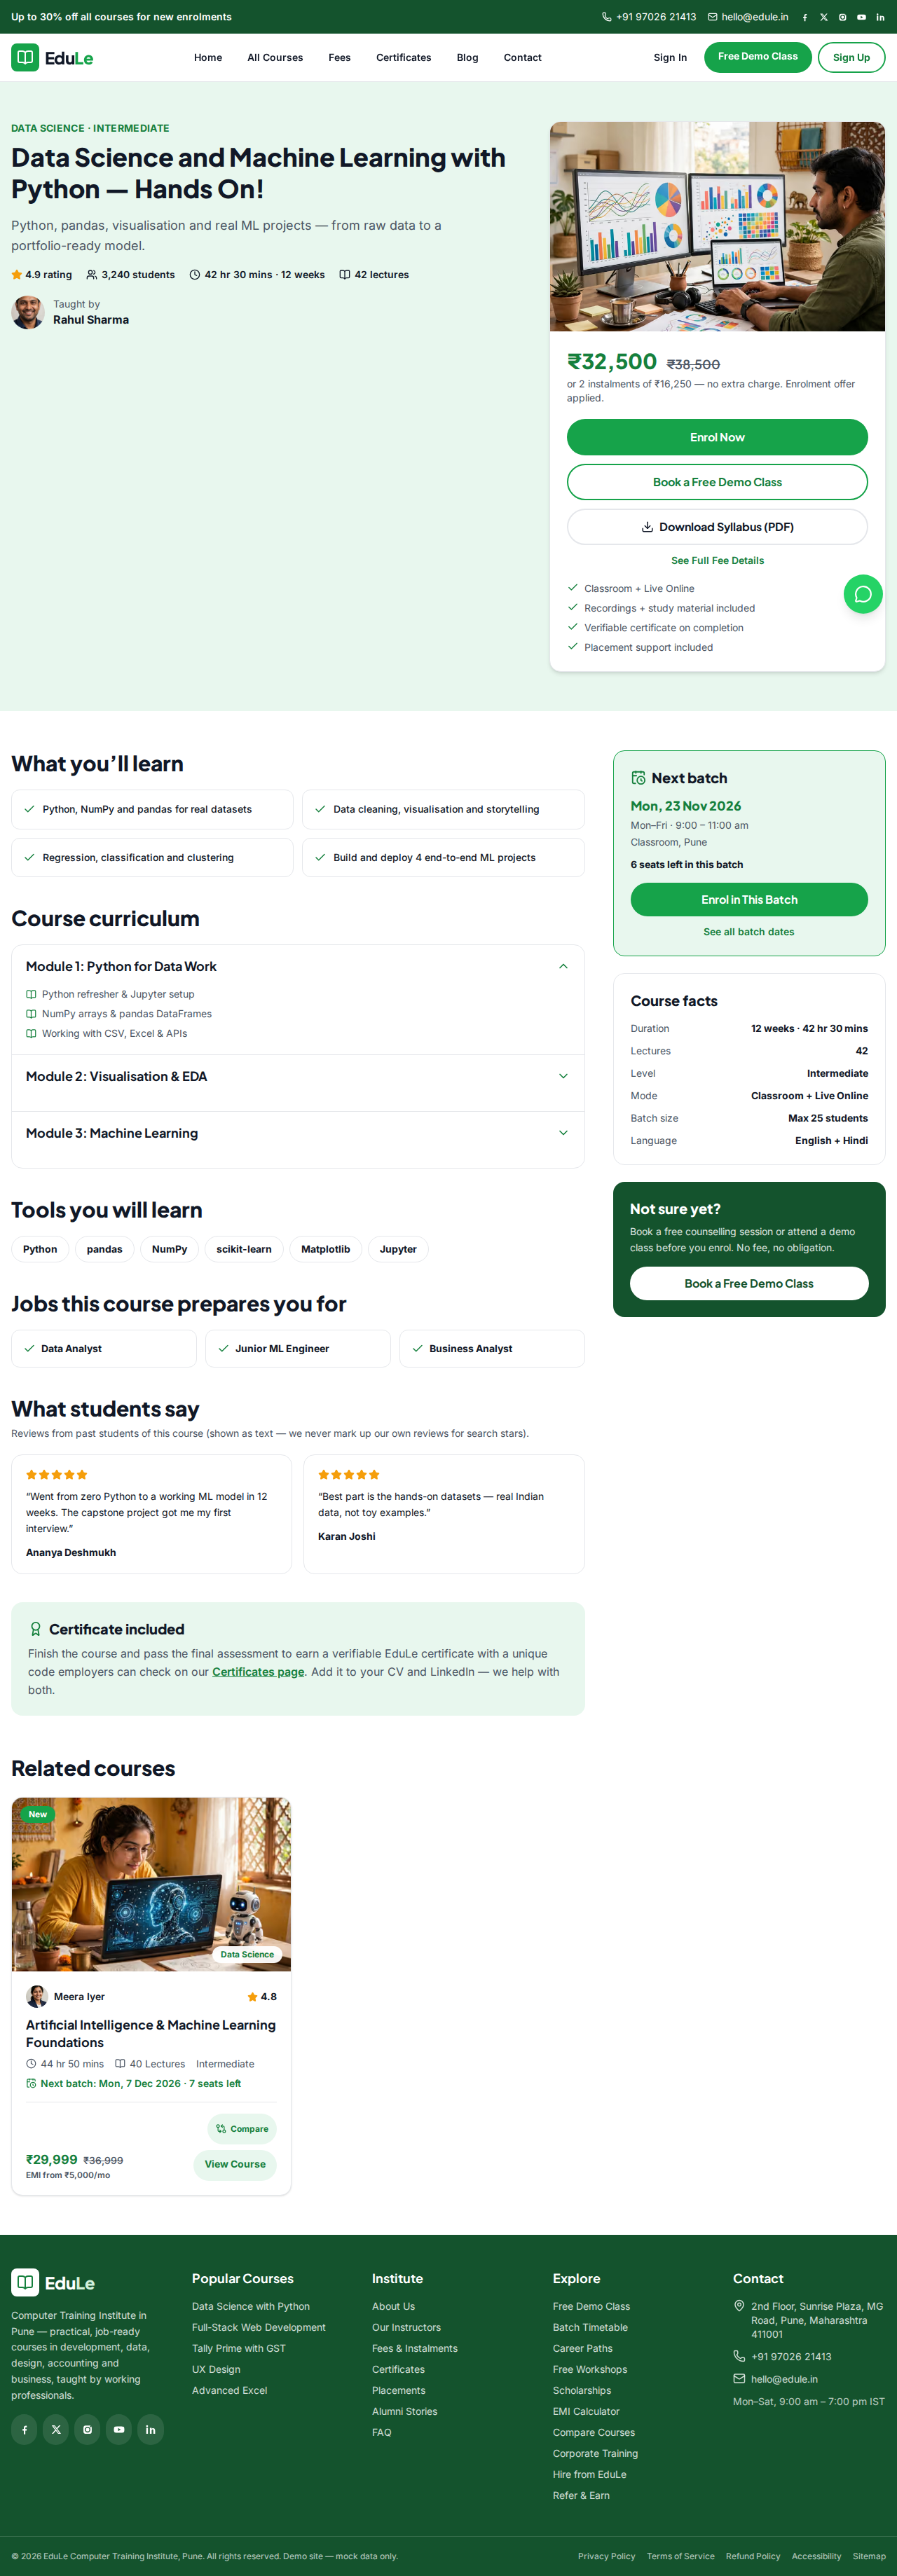 Up to 30% off all courses for new enrolments
+91 97026 21413
hello@edule.in
EduLe
Home
All Courses
Fees
Certificates
Blog
Contact
Sign In
Free Demo Class
Sign Up
DATA SCIENCE · INTERMEDIATE
Data Science and Machine Learning with
Python — Hands On!
Python, pandas, visualisation and real ML projects — from raw data to a
portfolio-ready model.
4.9 rating
3,240 students
42 hr 30 mins · 12 weeks
42 lectures
Taught by
Rahul Sharma
₹32,500 ₹38,500
or 2 instalments of ₹16,250 — no extra charge. Enrolment offer
applied.
Enrol Now
Book a Free Demo Class
Download Syllabus (PDF)
See Full Fee Details
Classroom + Live Online
Recordings + study material included
Verifiable certificate on completion
Placement support included
What you’ll learn
Python, NumPy and pandas for real datasets
Data cleaning, visualisation and storytelling
Regression, classification and clustering
Build and deploy 4 end-to-end ML projects
Course curriculum
Module 1: Python for Data Work
Python refresher & Jupyter setup
NumPy arrays & pandas DataFrames
Working with CSV, Excel & APIs
Module 2: Visualisation & EDA
Module 3: Machine Learning
Tools you will learn
Python
pandas
NumPy
scikit-learn
Matplotlib
Jupyter
Jobs this course prepares you for
Data Analyst
Junior ML Engineer
Business Analyst
What students say
Reviews from past students of this course (shown as text — we never mark up our own reviews for search stars).
“Went from zero Python to a working ML model in 12
weeks. The capstone project got me my first
interview.”
Ananya Deshmukh
“Best part is the hands-on datasets — real Indian
data, not toy examples.”
Karan Joshi
Certificate included
Finish the course and pass the final assessment to earn a verifiable EduLe certificate with a unique
code employers can check on our Certificates page. Add it to your CV and LinkedIn — we help with
both.
Next batch
Mon, 23 Nov 2026
Mon–Fri · 9:00 – 11:00 am
Classroom, Pune
6 seats left in this batch
Enrol in This Batch
See all batch dates
Course facts
Duration 12 weeks · 42 hr 30 mins
Lectures 42
Level Intermediate
Mode Classroom + Live Online
Batch size Max 25 students
Language English + Hindi
Not sure yet?
Book a free counselling session or attend a demo
class before you enrol. No fee, no obligation.
Book a Free Demo Class
Related courses
New
Data Science
Meera Iyer
4.8
Artificial Intelligence & Machine Learning
Foundations
44 hr 50 mins
40 Lectures
Intermediate
Next batch: Mon, 7 Dec 2026 · 7 seats left
Compare
₹29,999 ₹36,999
EMI from ₹5,000/mo
View Course
EduLe
Computer Training Institute in
Pune — practical, job-ready
courses in development, data,
design, accounting and
business, taught by working
professionals.
Popular Courses
Data Science with Python
Full-Stack Web Development
Tally Prime with GST
UX Design
Advanced Excel
Institute
About Us
Our Instructors
Fees & Instalments
Certificates
Placements
Alumni Stories
FAQ
Explore
Free Demo Class
Batch Timetable
Career Paths
Free Workshops
Scholarships
EMI Calculator
Compare Courses
Corporate Training
Hire from EduLe
Refer & Earn
Contact
2nd Floor, Sunrise Plaza, MG
Road, Pune, Maharashtra
411001
+91 97026 21413
hello@edule.in
Mon–Sat, 9:00 am – 7:00 pm IST
© 2026 EduLe Computer Training Institute, Pune. All rights reserved. Demo site — mock data only.
Privacy Policy
Terms of Service
Refund Policy
Accessibility
Sitemap